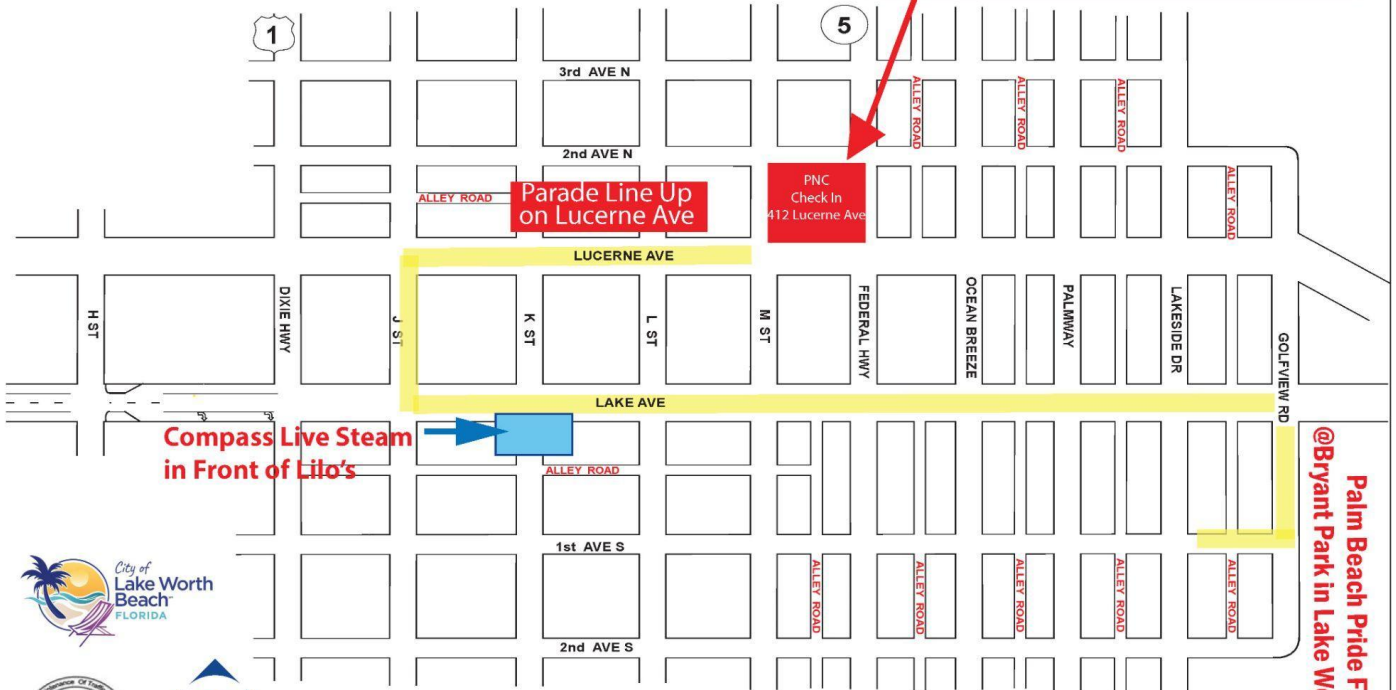 1
5
3rd AVE N
ALLEY ROAD
ALLEY ROAD
ALLEY ROAD
2nd AVE N
ALLEY ROAD
Parade Line Up
on Lucerne Ave
PNC
Check In
412 Lucerne Ave
ALLEY ROAD
LUCERNE AVE
H ST
DIXIE HWY
J ST
K ST
L ST
M ST
FEDERAL HWY
OCEAN BREEZE
PALMWAY
LAKESIDE DR
GOLFVIEW RD
LAKE AVE
Compass Live Steam
in Front of Lilo's
ALLEY ROAD
Palm Beach Pride F
@Bryant Park in Lake W
1st AVE S
City of
Lake Worth
Beach
FLORIDA
ALLEY ROAD
ALLEY ROAD
ALLEY ROAD
ALLEY ROAD
ALLEY ROAD
2nd AVE S